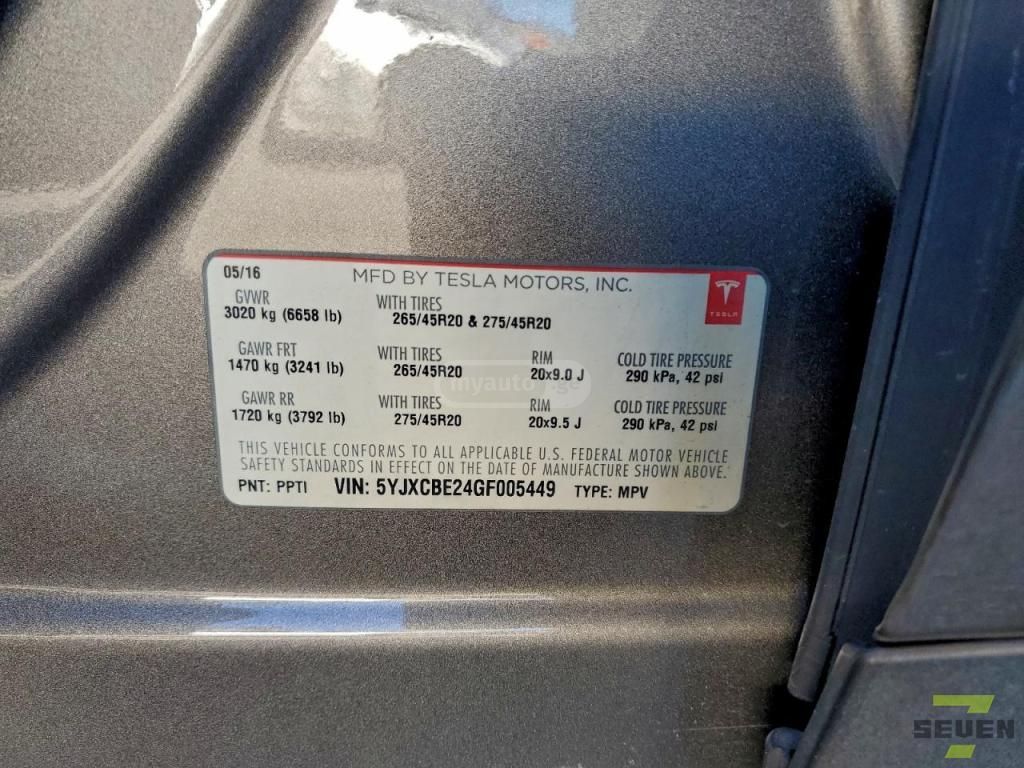 05/16 MFD BY TESLA MOTORS, INC.
GVWR WITH TIRES
3020 kg (6658 lb) 265/45R20 & 275/45R20
TESLA
GAWR FRT WITH TIRES RIM COLD TIRE PRESSURE
1470 kg (3241 lb) 265/45R20 20x9.0 J 290 kPa, 42 psi
myauto.ge
GAWR RR WITH TIRES RIM COLD TIRE PRESSURE
1720 kg (3792 lb) 275/45R20 20x9.5 J 290 kPa, 42 psi
THIS VEHICLE CONFORMS TO ALL APPLICABLE U.S. FEDERAL MOTOR VEHICLE
SAFETY STANDARDS IN EFFECT ON THE DATE OF MANUFACTURE SHOWN ABOVE.
PNT: PPTI VIN: 5YJXCBE24GF005449 TYPE: MPV
7
SEVEN